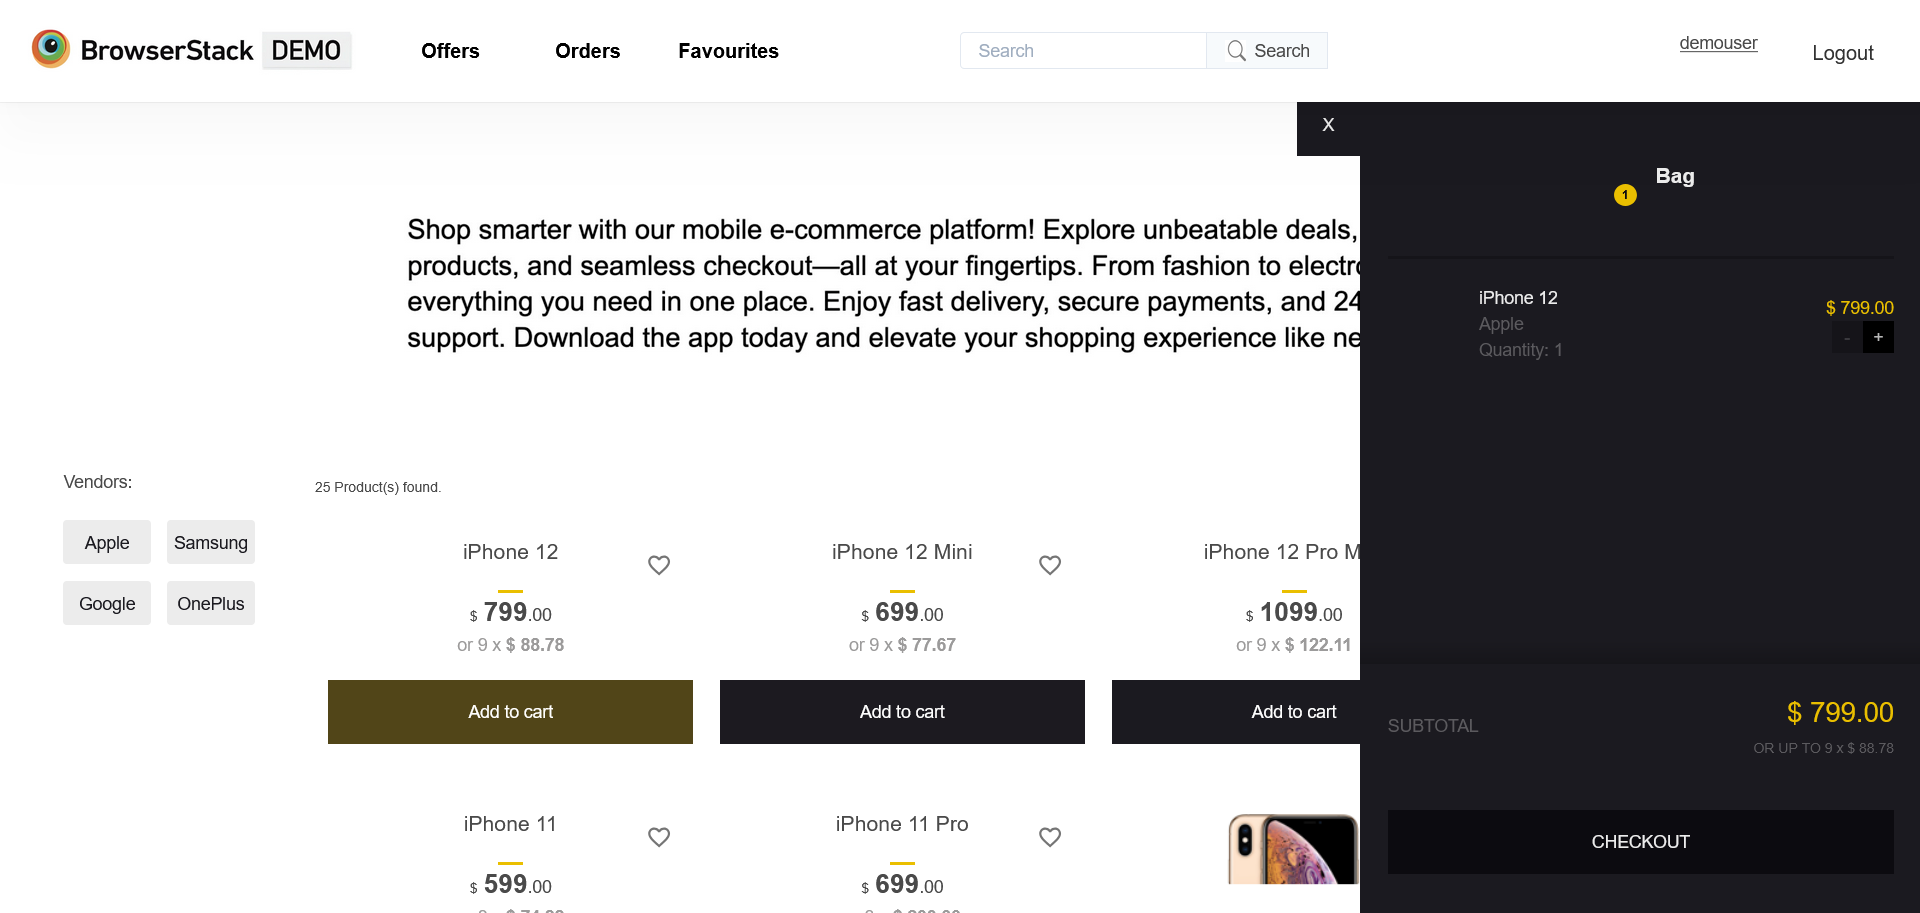 BrowserStack DEMO
Offers
Orders
Favourites
Search
Search
demouser
Logout
X
1
Bag
Shop smarter with our mobile e-commerce platform! Explore unbeatable deals,
products, and seamless checkout—all at your fingertips. From fashion to
everything you need in one place. Enjoy fast delivery, secure payments, and 24
support. Download the app today and elevate your shopping experience like
iPhone 12
Apple
Quantity: 1
$ 799.00
-
+
Vendors:
Apple
Samsung
Google
OnePlus
25 Product(s) found.
iPhone 12
$ 799.00
or 9 x $ 88.78
Add to cart
iPhone 12 Mini
$ 699.00
or 9 x $ 77.67
Add to cart
iPhone 12 Pro
$ 1099.00
or 9 x $ 122.11
Add to cart
iPhone 11
$ 599.00
iPhone 11 Pro
$ 699.00
SUBTOTAL
$ 799.00
OR UP TO 9 x $ 88.78
CHECKOUT